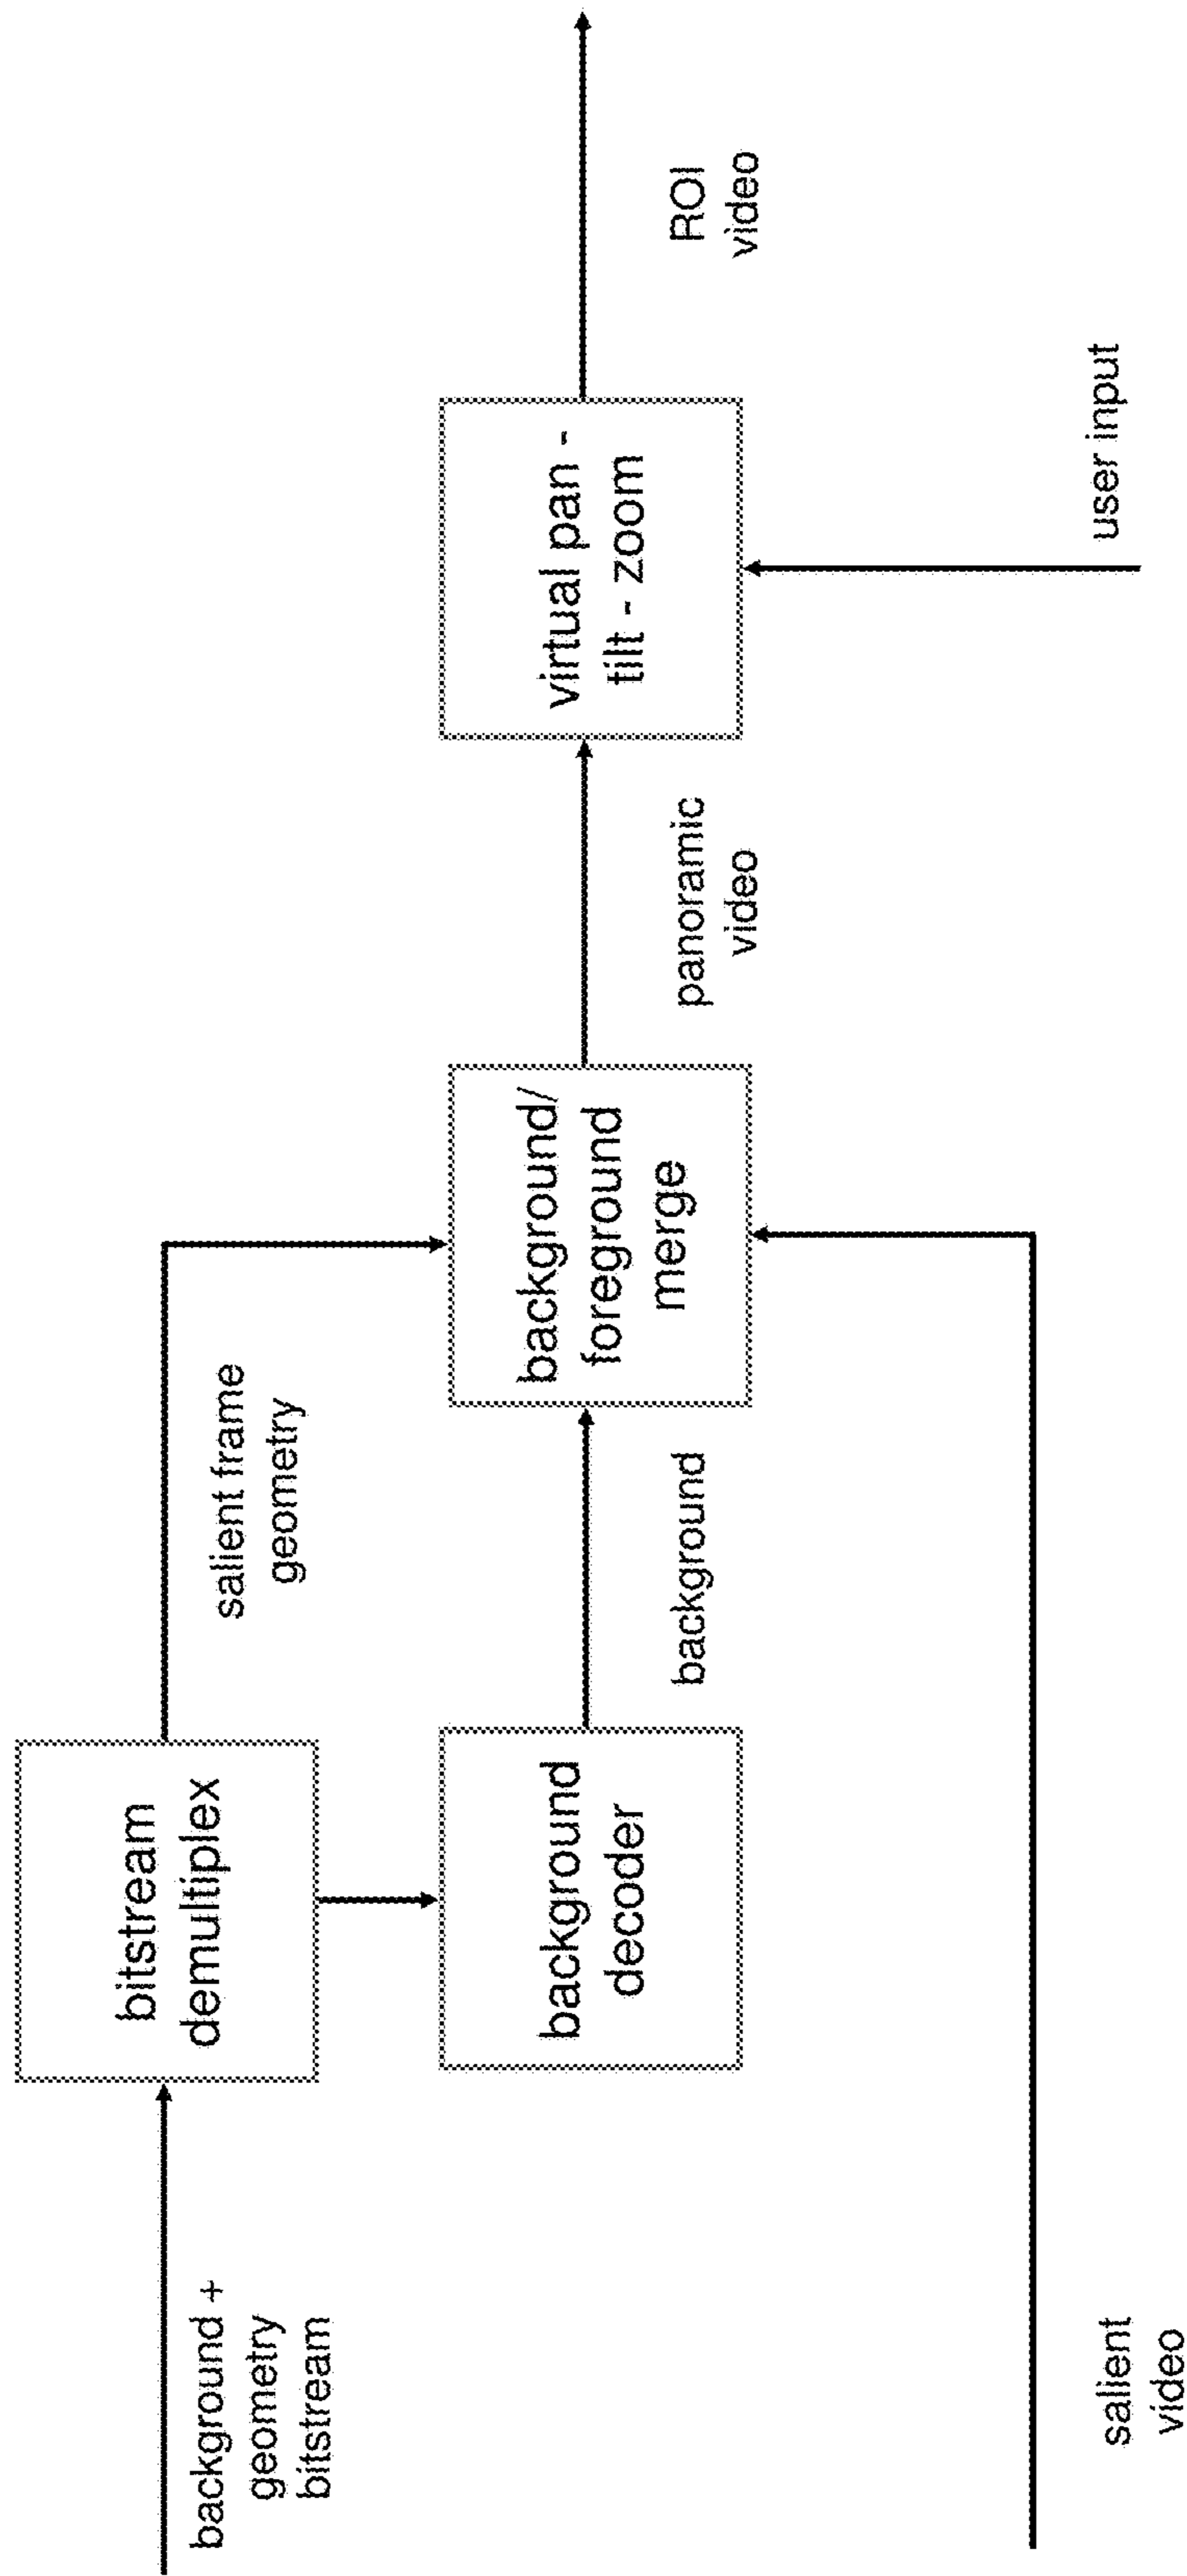 background +
geometry
bitstream
bitstream
demultiplex
salient frame
geometry
background
decoder
background
background/
foreground
merge
panoramic
video
virtual pan -
tilt - zoom
ROI
video
salient
video
user input